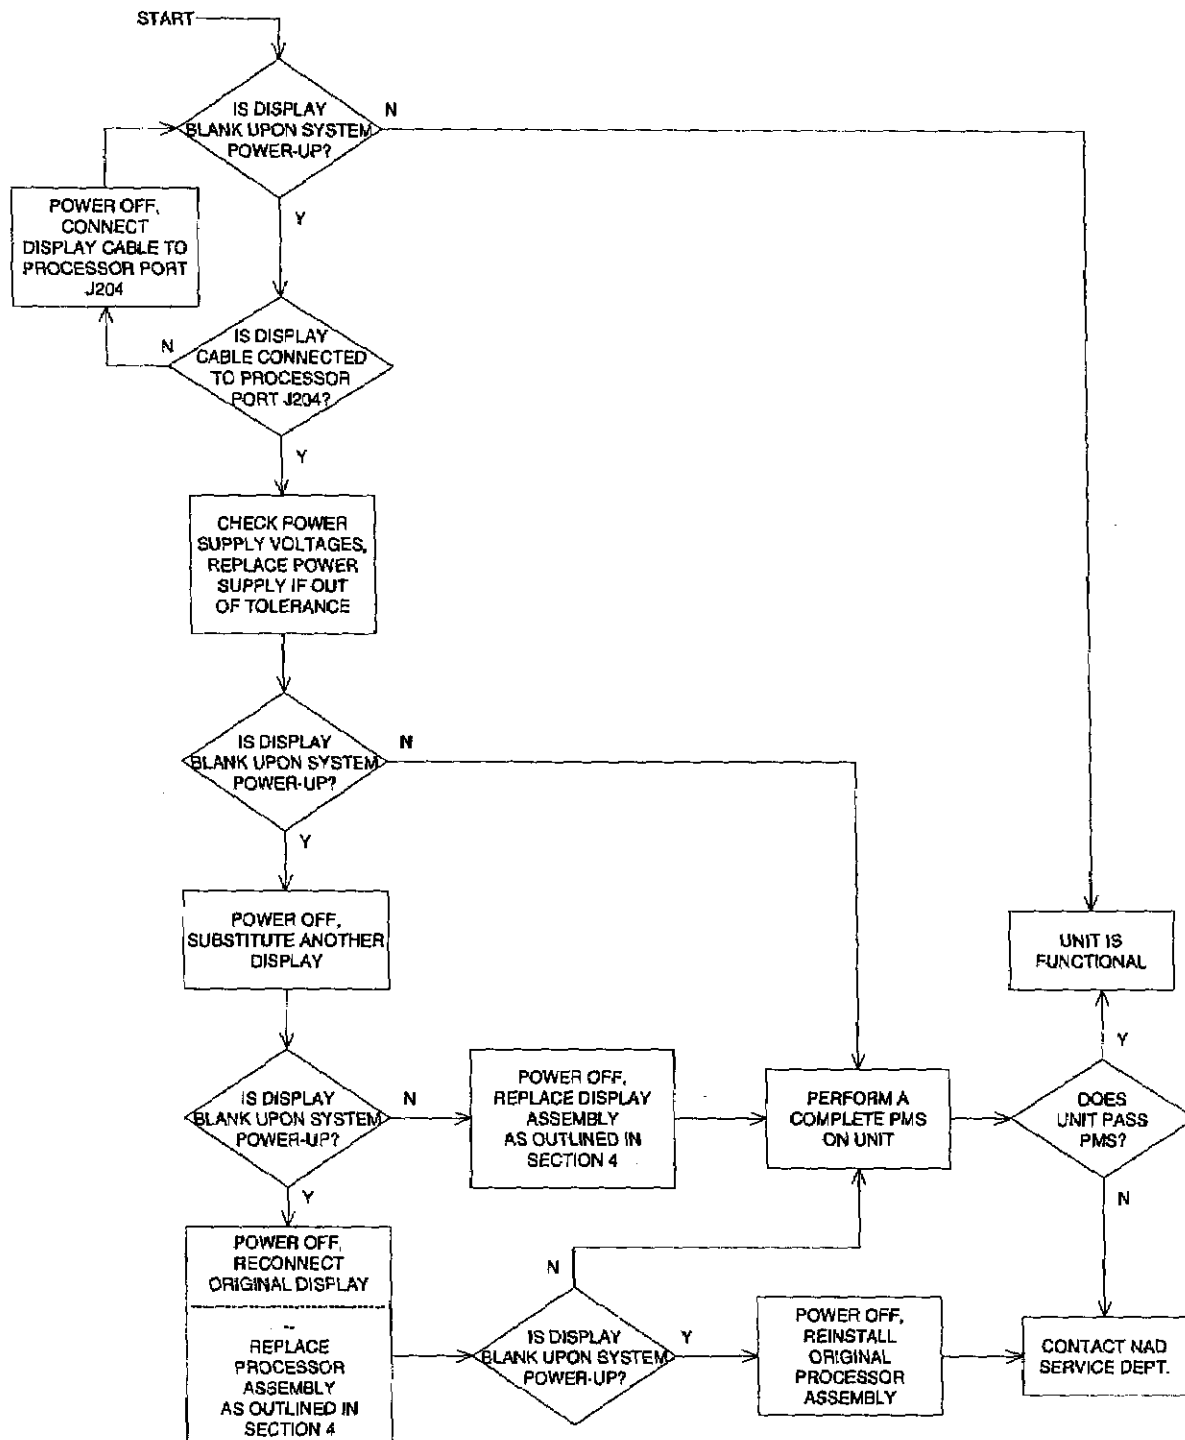 START
IS DISPLAY
BLANK UPON SYSTEM
POWER-UP?
N
Y
POWER OFF,
CONNECT
DISPLAY CABLE TO
PROCESSOR PORT
J204
IS DISPLAY
CABLE CONNECTED
TO PROCESSOR
PORT J204?
N
Y
CHECK POWER
SUPPLY VOLTAGES,
REPLACE POWER
SUPPLY IF OUT
OF TOLERANCE
IS DISPLAY
BLANK UPON SYSTEM
POWER-UP?
N
Y
POWER OFF,
SUBSTITUTE ANOTHER
DISPLAY
IS DISPLAY
BLANK UPON SYSTEM
POWER-UP?
N
Y
POWER OFF,
REPLACE DISPLAY
ASSEMBLY
AS OUTLINED IN
SECTION 4
PERFORM A
COMPLETE PMS
ON UNIT
DOES
UNIT PASS
PMS?
Y
N
UNIT IS
FUNCTIONAL
POWER OFF,
RECONNECT
ORIGINAL DISPLAY
REPLACE
PROCESSOR
ASSEMBLY
AS OUTLINED IN
SECTION 4
IS DISPLAY
BLANK UPON SYSTEM
POWER-UP?
N
Y
POWER OFF,
REINSTALL
ORIGINAL
PROCESSOR
ASSEMBLY
CONTACT NAD
SERVICE DEPT.